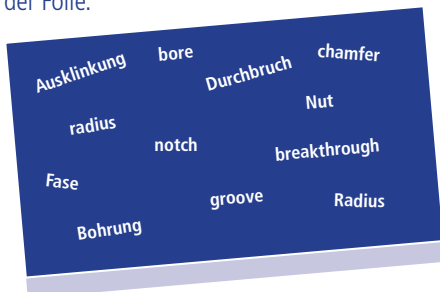 der Folie.
Ausklinkung
bore
Durchbruch
chamfer
Nut
radius
notch
breakthrough
Fase
groove
Radius
Bohrung